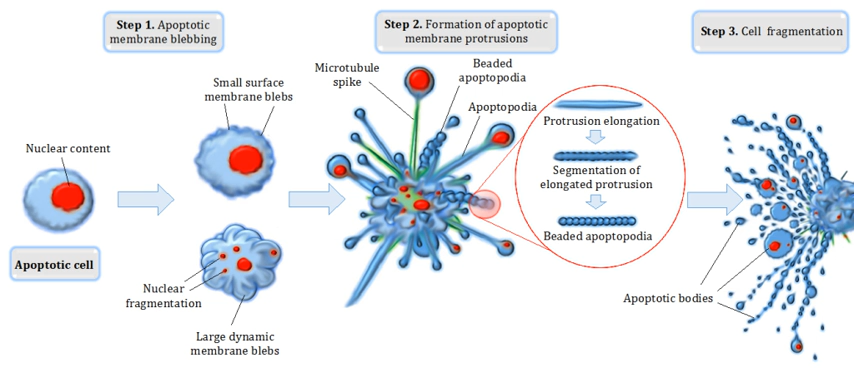 Step 1. Apoptotic
membrane blebbing
Step 2. Formation of apoptotic
membrane protrusions
Step 3. Cell fragmentation
Nuclear content
Apoptotic cell
Small surface
membrane blebs
Nuclear
fragmentation
Large dynamic
membrane blebs
Microtubule
spike
Beaded
apoptopodia
Apoptopodia
Protrusion elongation
Segmentation of
elongated protrusion
Beaded apoptopodia
Apoptotic bodies